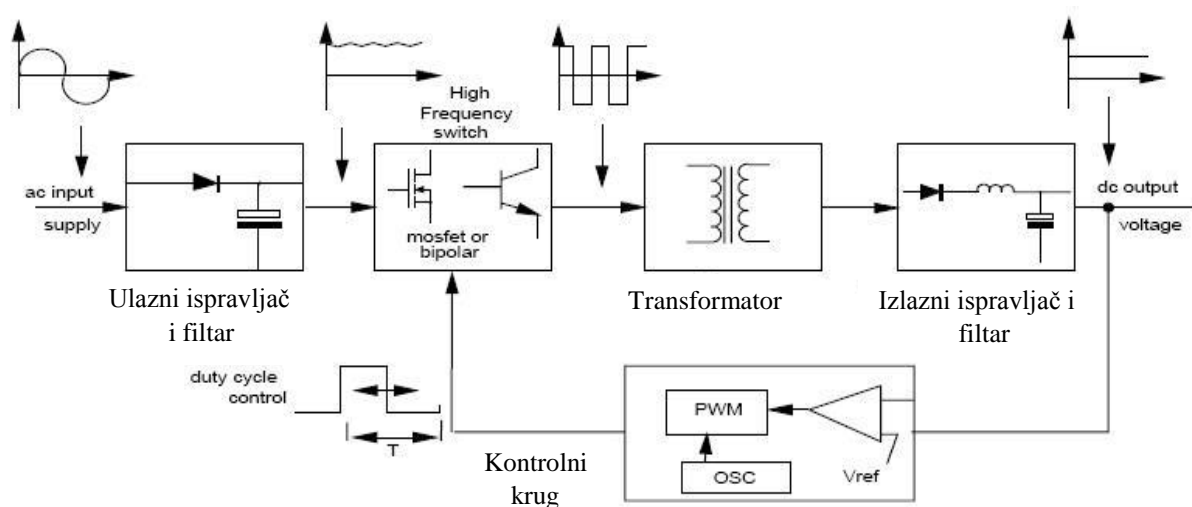 High
Frequency
switch
ac input
supply
mosfet or
bipolar
dc output
voltage
Ulazni ispravljač
i filtar
Transformator
Izlazni ispravljač i
filtar
duty cycle
control
T
Kontrolni
krug
PWM
OSC
Vref